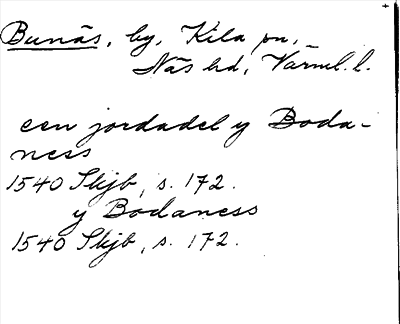 Bunäs, by, Kila sn,
Näs hd, Värml. l.
een jordadel y Boda-
ness
1540 Skjb, s. 172.
y Bodaness
1540 Skjb, s. 172.